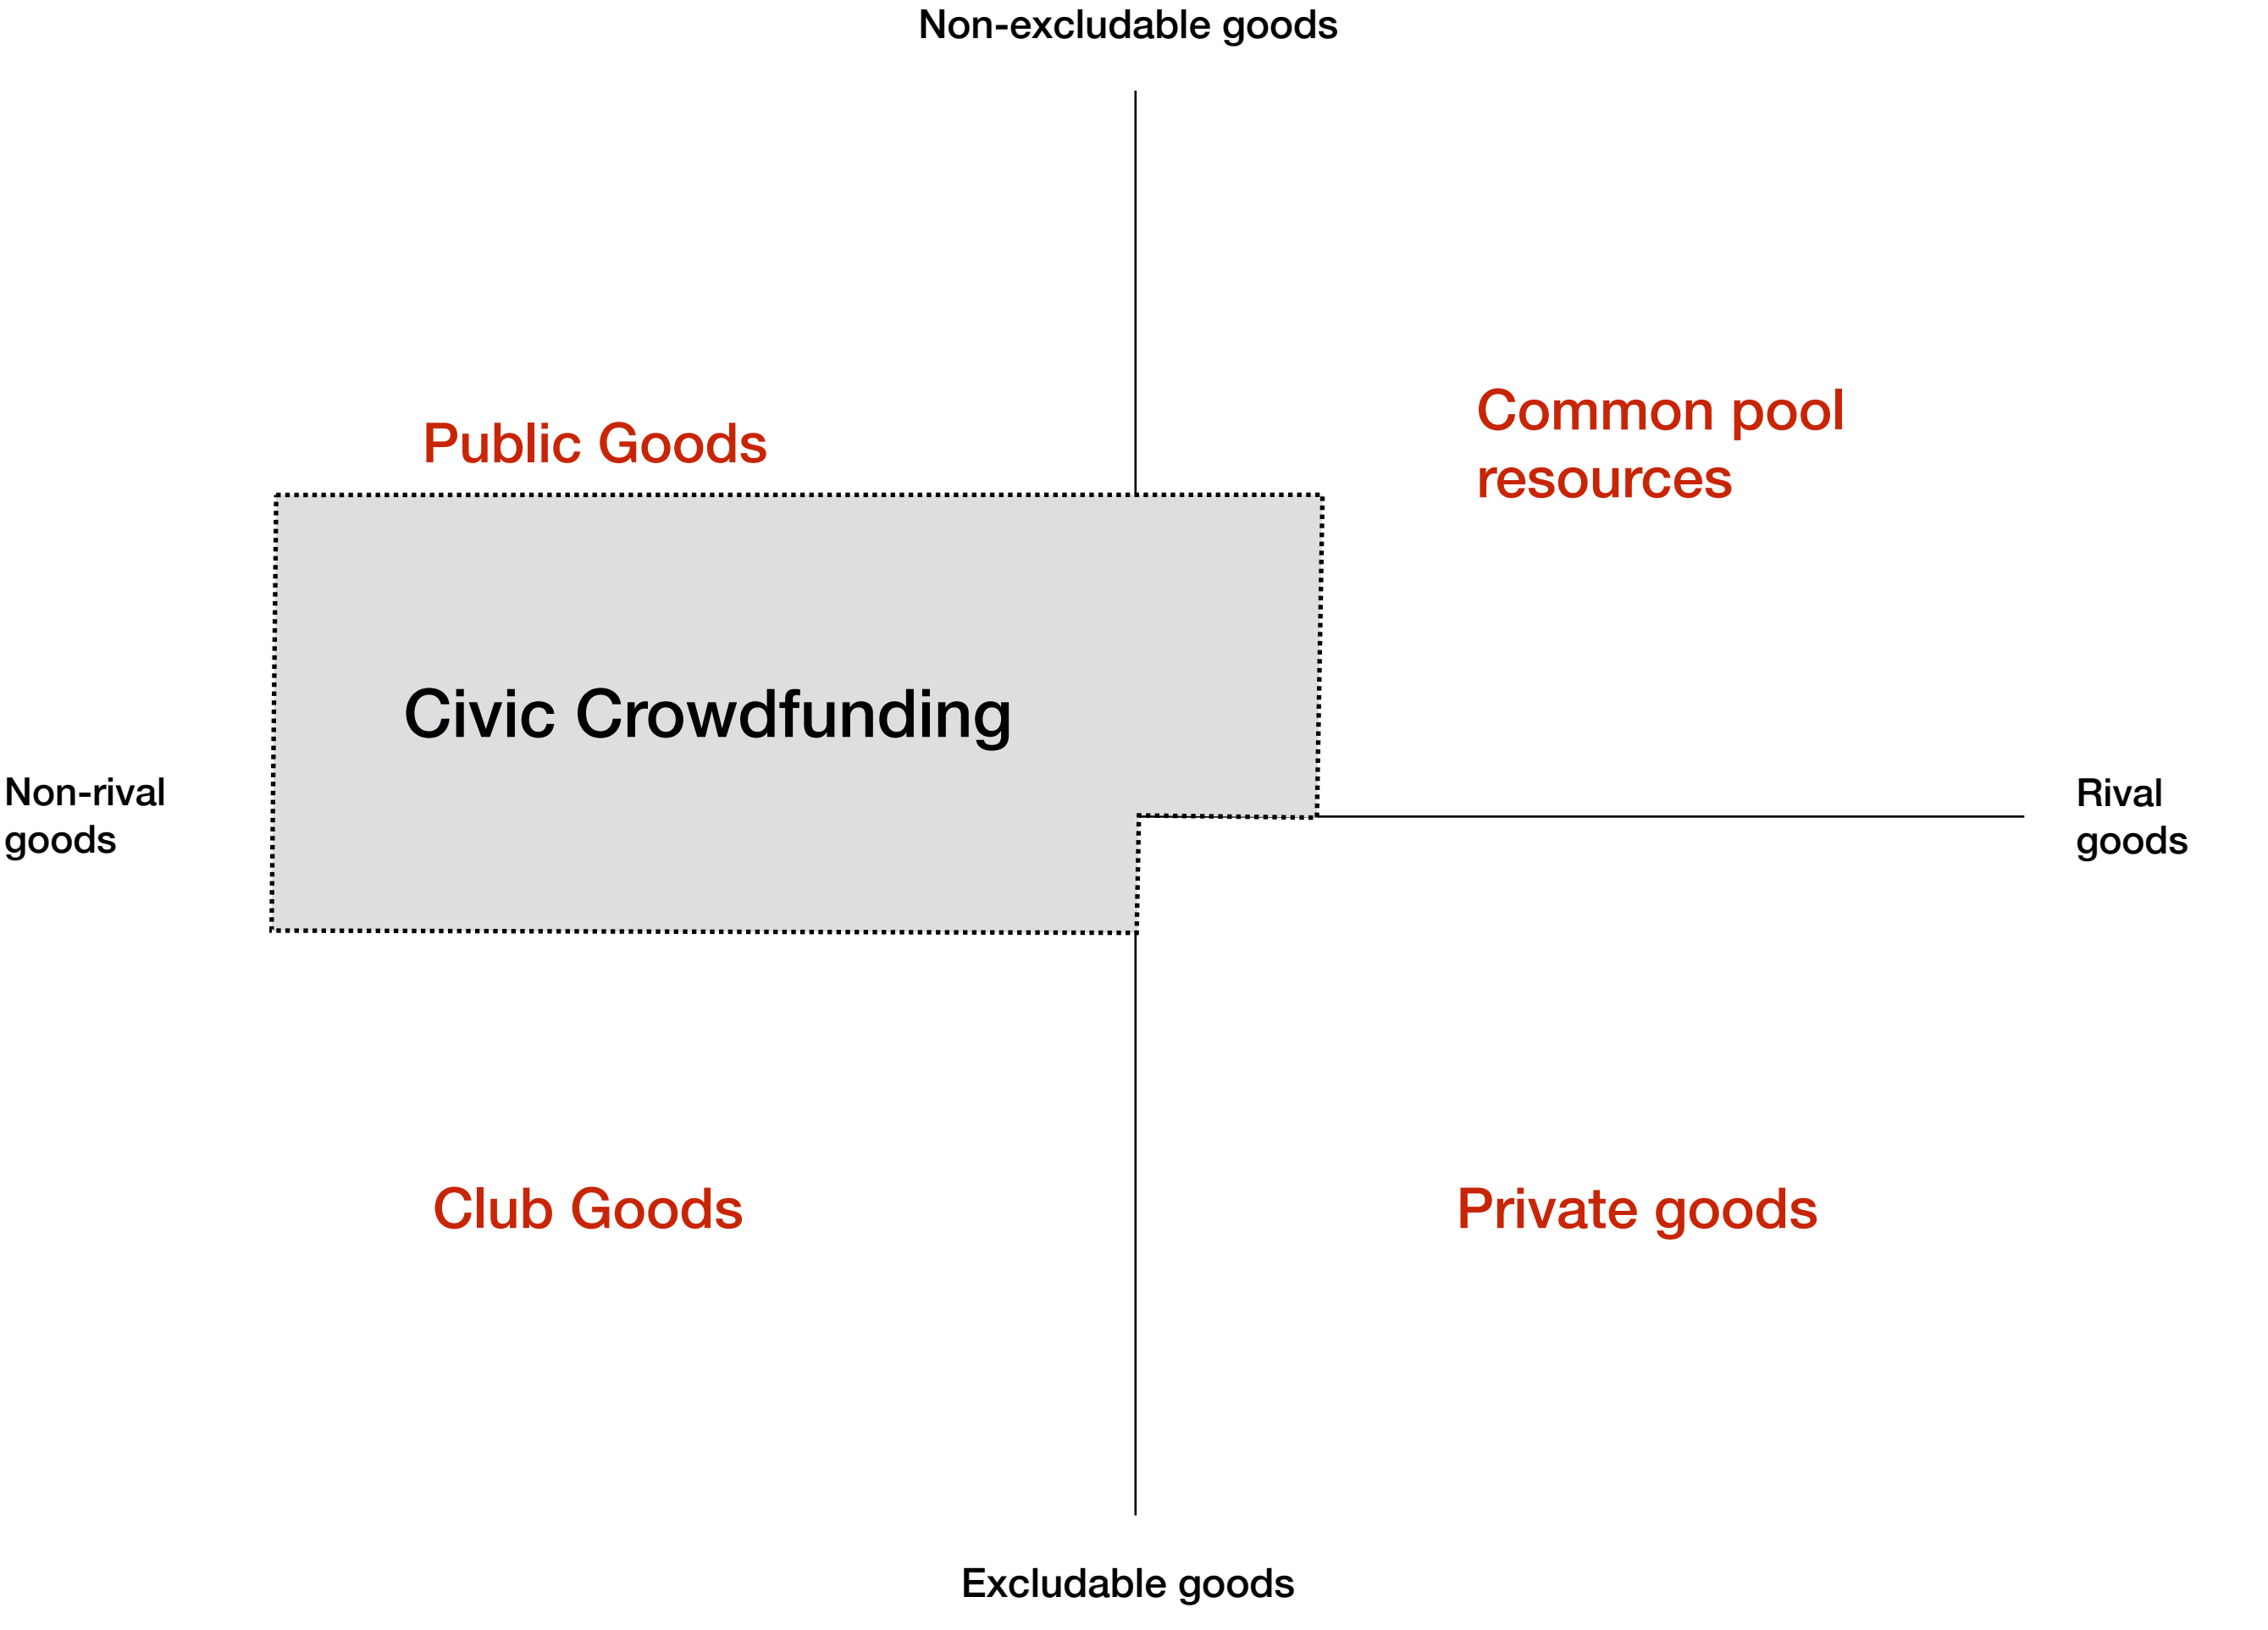 Non-excludable goods
Common pool
resources
Public Goods
Civic Crowdfunding
Non-rival
goods
Rival
goods
Club Goods
Private goods
Excludable goods